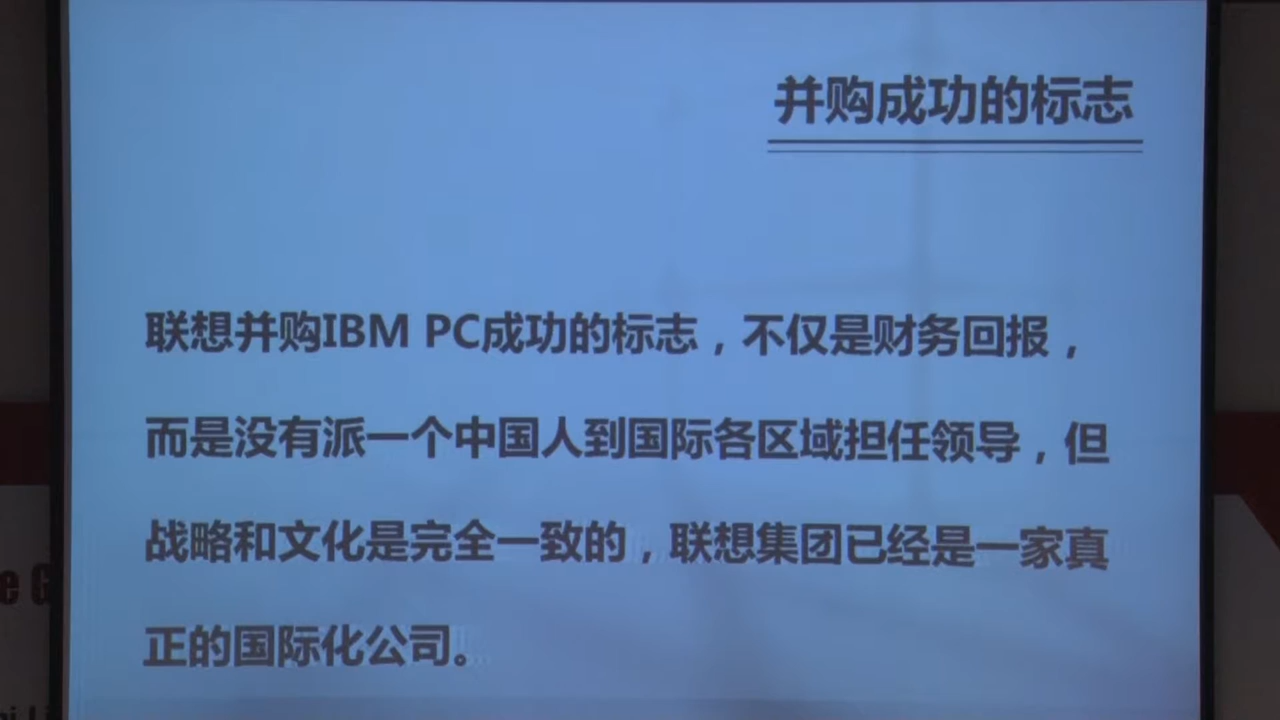 并购成功的标志
联想并购IBM PC成功的标志，不仅是财务回报，
而是没有派一个中国人到国际各区域担任领导，但
战略和文化是完全一致的，联想集团已经是一家真
正的国际化公司。